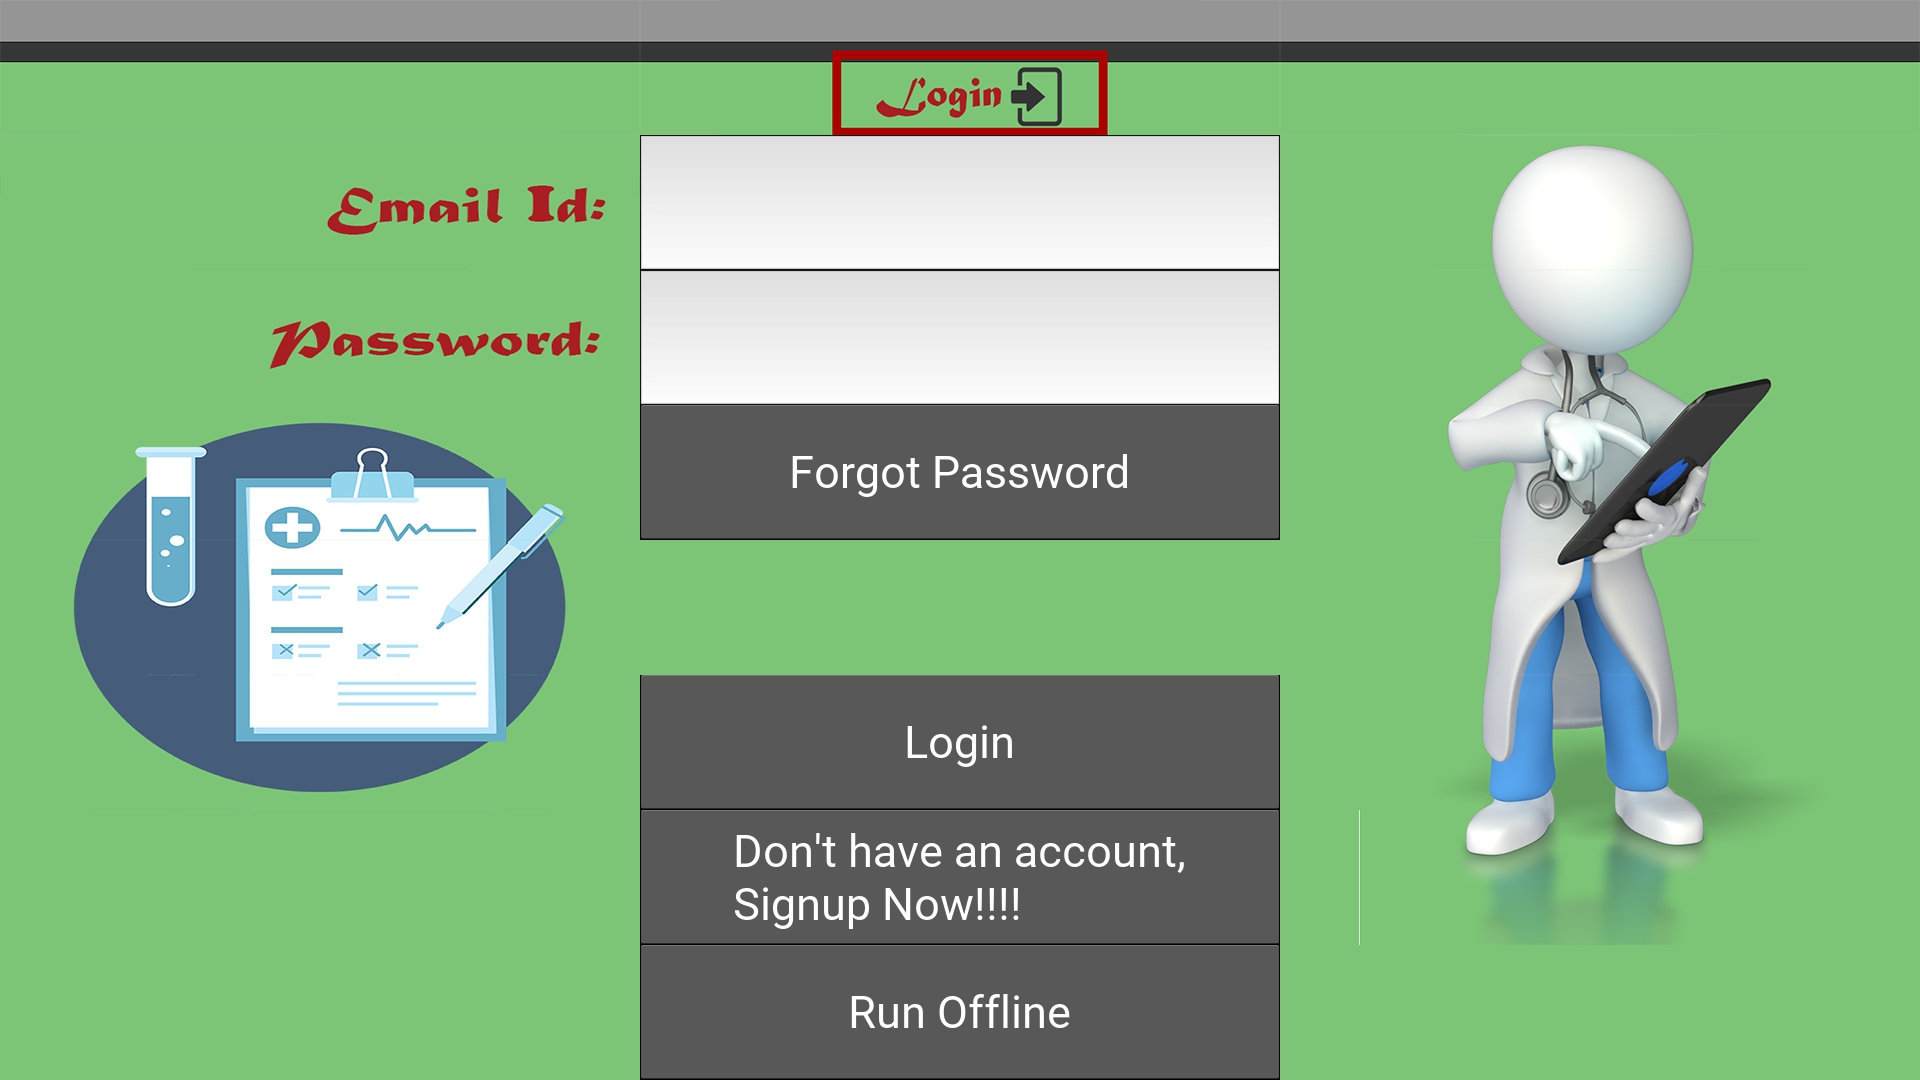 Login
Email Id:
Password:
Forgot Password
Login
Don't have an account,
Signup Now!!!!
Run Offline